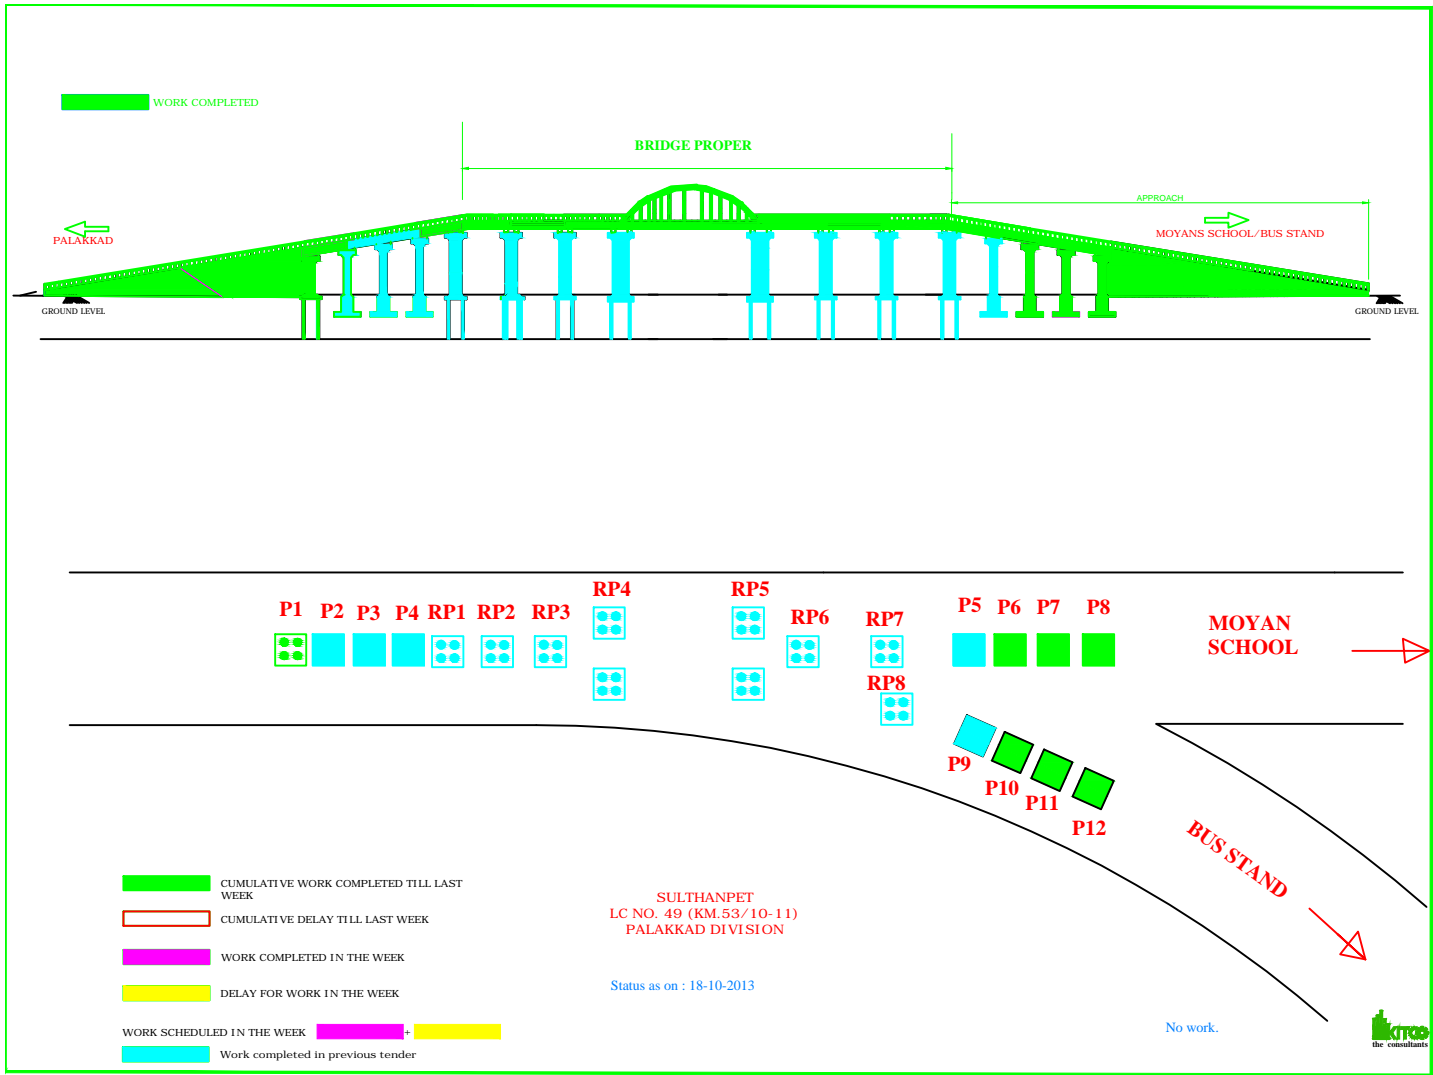 WORK COMPLETED
BRIDGE PROPER
APPROACH
PALAKKAD
MOYANS SCHOOL/BUS STAND
GROUND LEVEL
GROUND LEVEL
P1
P2
P3
P4
RP1
RP2
RP3
RP4
RP5
RP6
RP7
RP8
P5
P6
P7
P8
MOYAN
SCHOOL
P9
P10
P11
P12
BUS STAND
CUMULATIVE WORK COMPLETED TILL LAST
WEEK
CUMULATIVE DELAY TILL LAST WEEK
WORK COMPLETED IN THE WEEK
DELAY FOR WORK IN THE WEEK
WORK SCHEDULED IN THE WEEK +
Work completed in previous tender
SULTHANPET
LC NO. 49 (KM.53/10-11)
PALAKKAD DIVISION
Status as on : 18-10-2013
No work.
KITCO
the consultants